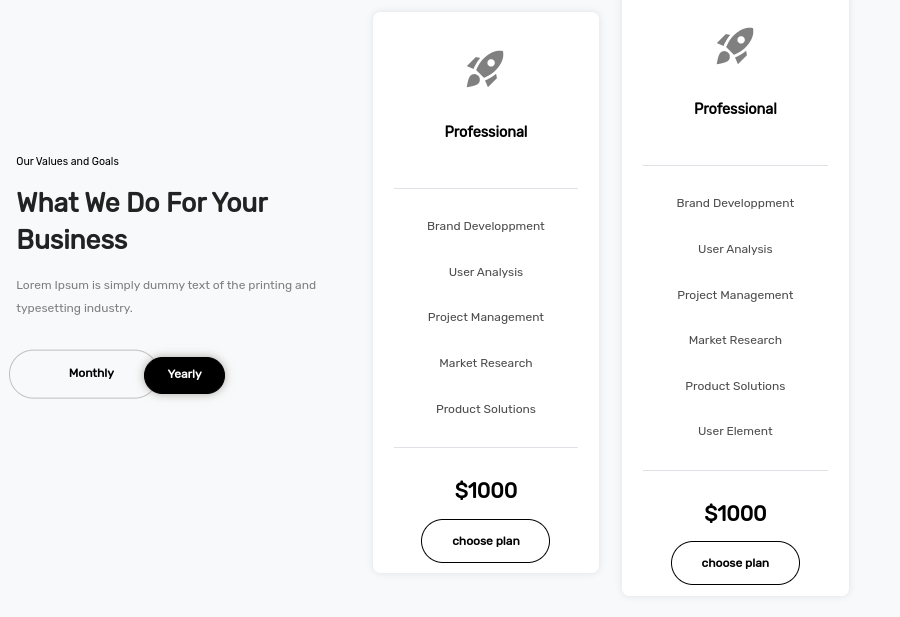 Our Values and Goals
What We Do For Your
Business
Lorem Ipsum is simply dummy text of the printing and
typesetting industry.
Monthly
Yearly
Professional
Brand Developpment
User Analysis
Project Management
Market Research
Product Solutions
$1000
choose plan
Professional
Brand Developpment
User Analysis
Project Management
Market Research
Product Solutions
User Element
$1000
choose plan